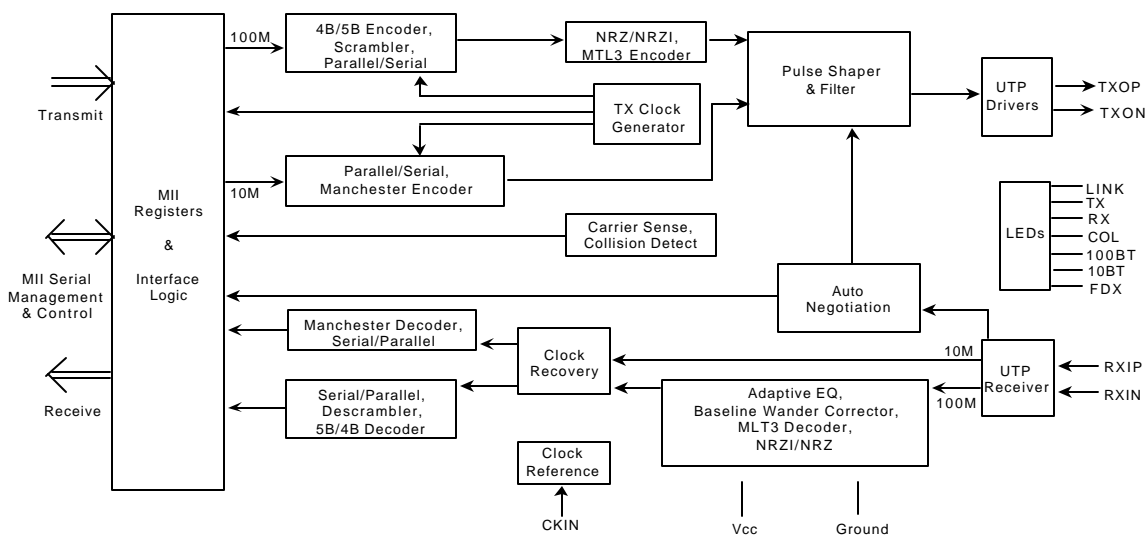 100M
4B/5B Encoder,
Scrambler,
Parallel/Serial
NRZ/NRZI,
MTL3 Encoder
Pulse Shaper
& Filter
UTP
Drivers
TXOP
TXON
Transmit
TX Clock
Generator
10M
Parallel/Serial,
Manchester Encoder
MII
Registers
&
Interface
Logic
Carrier Sense,
Collision Detect
LEDs
LINK
TX
RX
COL
100BT
10BT
FDX
MII Serial
Management
& Control
Auto
Negotiation
Manchester Decoder,
Serial/Parallel
Clock
Recovery
10M
UTP
Receiver
RXIP
RXIN
Receive
Serial/Parallel,
Descrambler,
5B/4B Decoder
Adaptive EQ,
Baseline Wander Corrector,
MLT3 Decoder,
NRZI/NRZ
100M
Clock
Reference
CKIN
Vcc
Ground